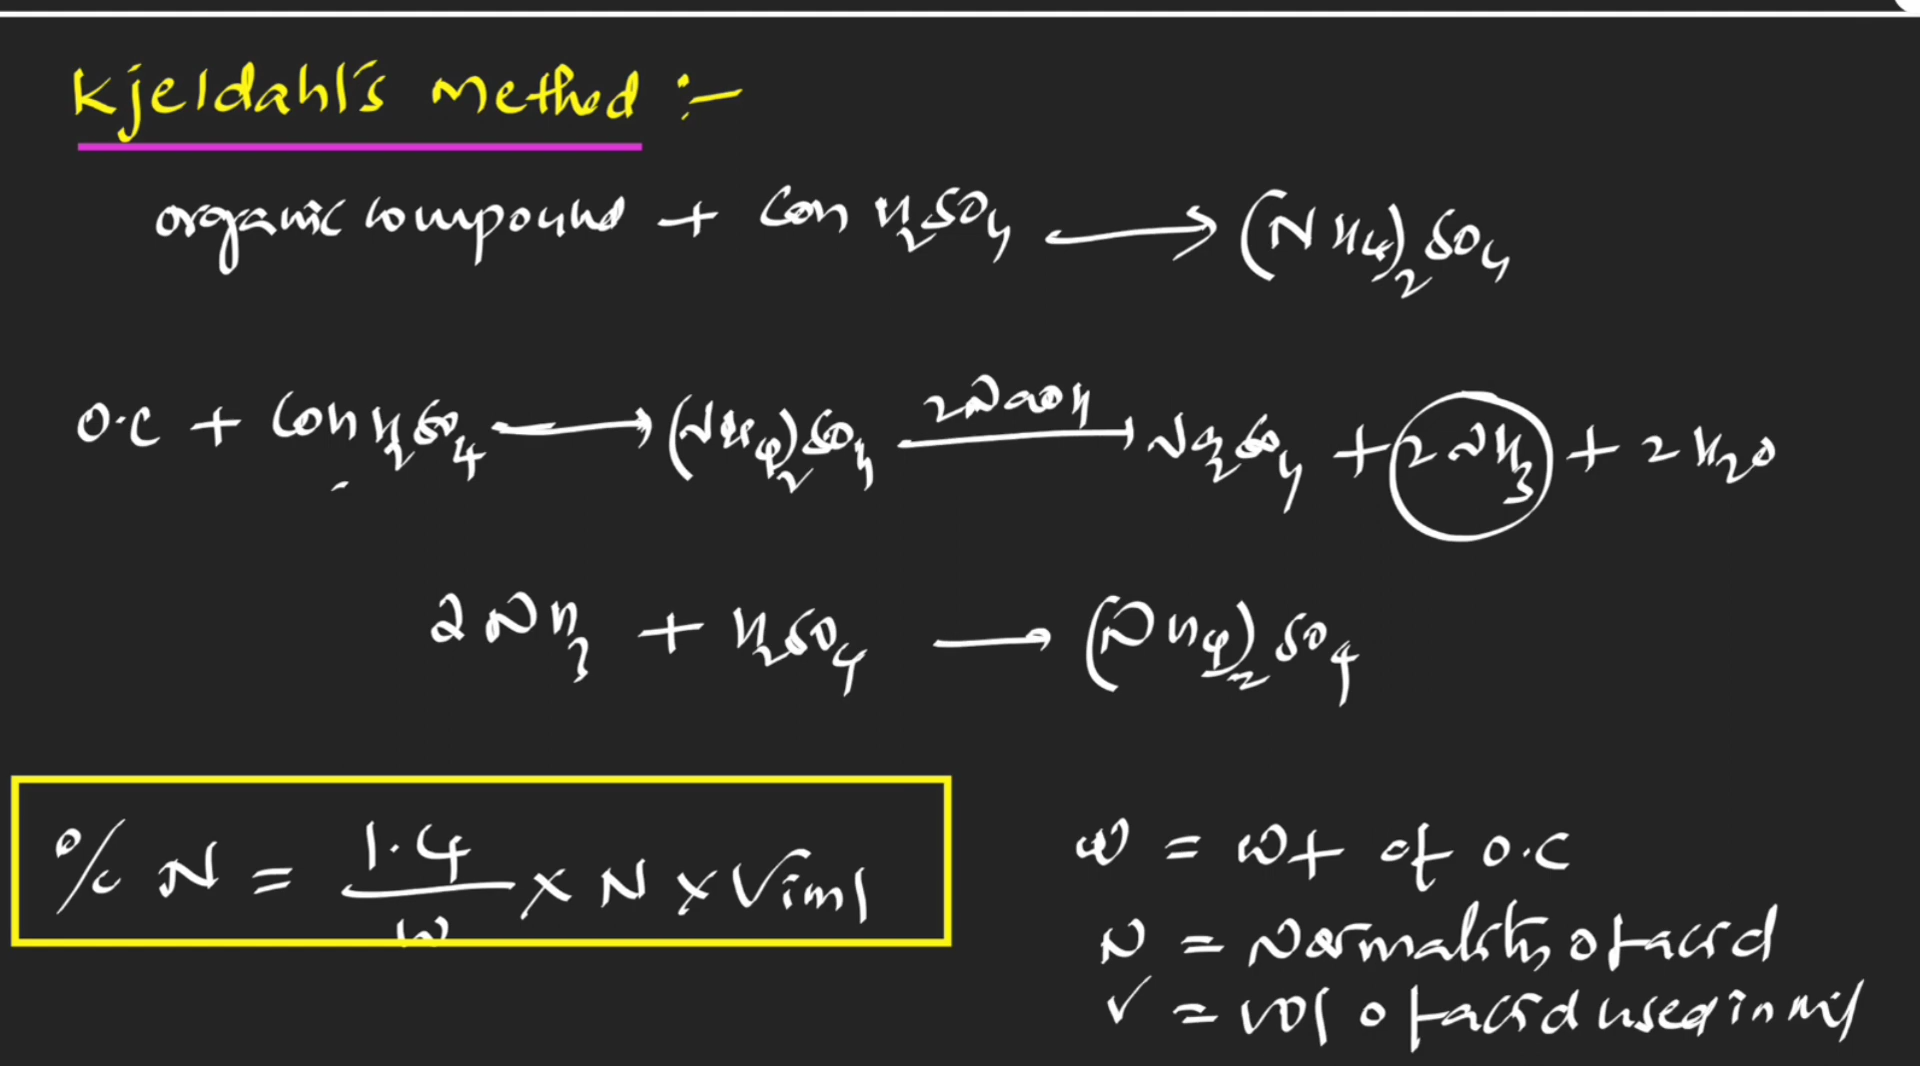 Kjeldahl's Method :-
organic compound + Con H₂SO₄ ⟶ (NH₄)₂SO₄
O.C + Con H₂SO₄ ⟶ (NH₄)₂SO₄ —2NaOH→ Na₂SO₄ + 2NH₃ + 2H₂O
2NH₃ + H₂SO₄ ⟶ (NH₄)₂SO₄
% N = 1.4/w × N × V in ml
w = wt of O.C
N = Normality of acid
V = vol of acid used in ml